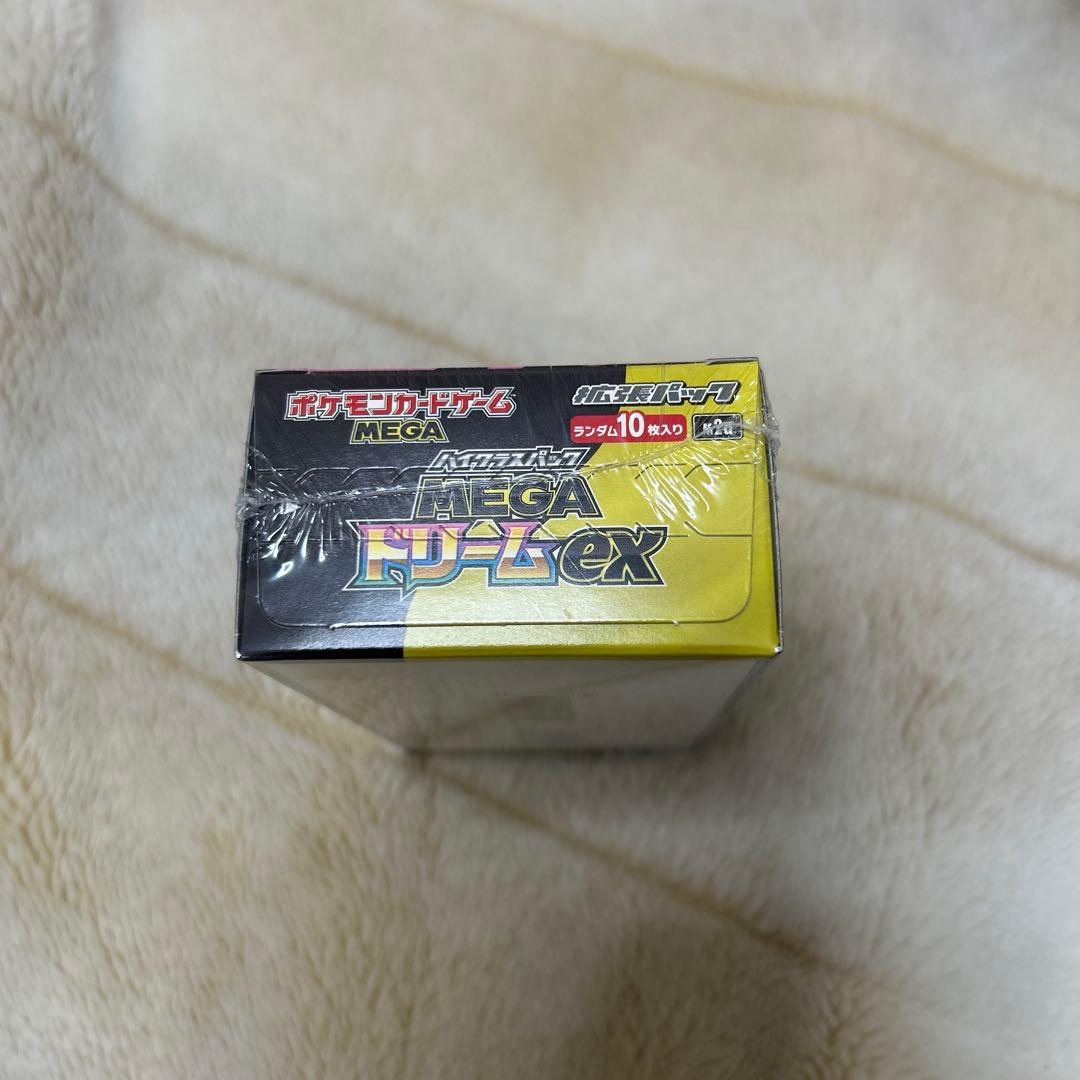 ポケモンカードゲーム
MEGA
拡張パック
ランダム10枚入り
M2a
ハイクラスパック
MEGA
ドリームex